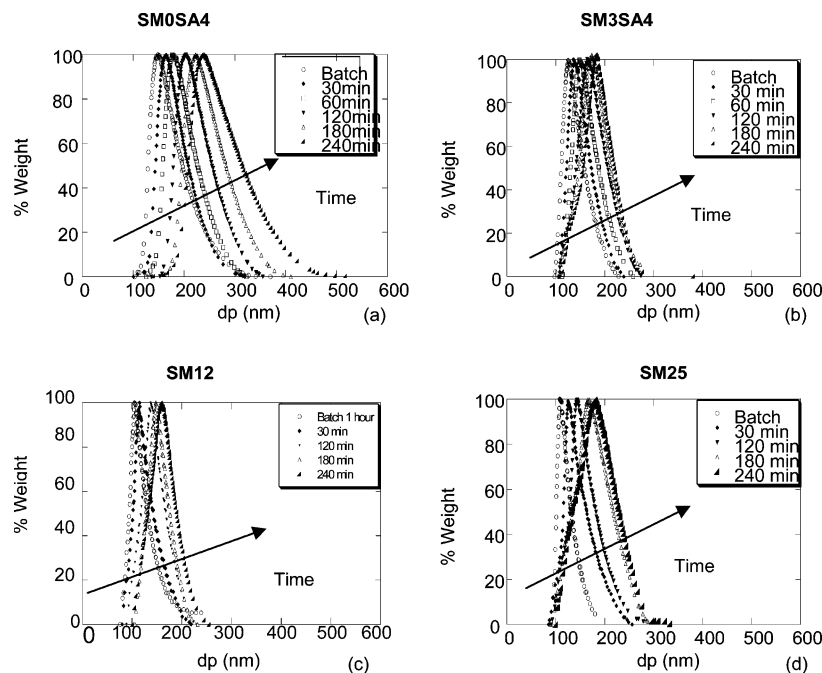 SM0SA4
100
80
60
40
20
0
% Weight
Batch
30min
60min
120min
180min
240min
Time
0 100 200 300 400 500 600
dp (nm)
(a)
SM3SA4
100
80
60
40
20
0
% Weight
Batch
30 min
60 min
120 min
180 min
240 min
Time
0 100 200 300 400 500 600
dp (nm)
(b)
SM12
100
80
60
40
20
0
% Weight
Batch 1 hour
30 min
120 min
180 min
240 min
Time
0 100 200 300 400 500 600
dp (nm)
(c)
SM25
100
80
60
40
20
0
% Weight
Batch
30 min
120 min
180 min
240 min
Time
0 100 200 300 400 500 600
dp (nm)
(d)